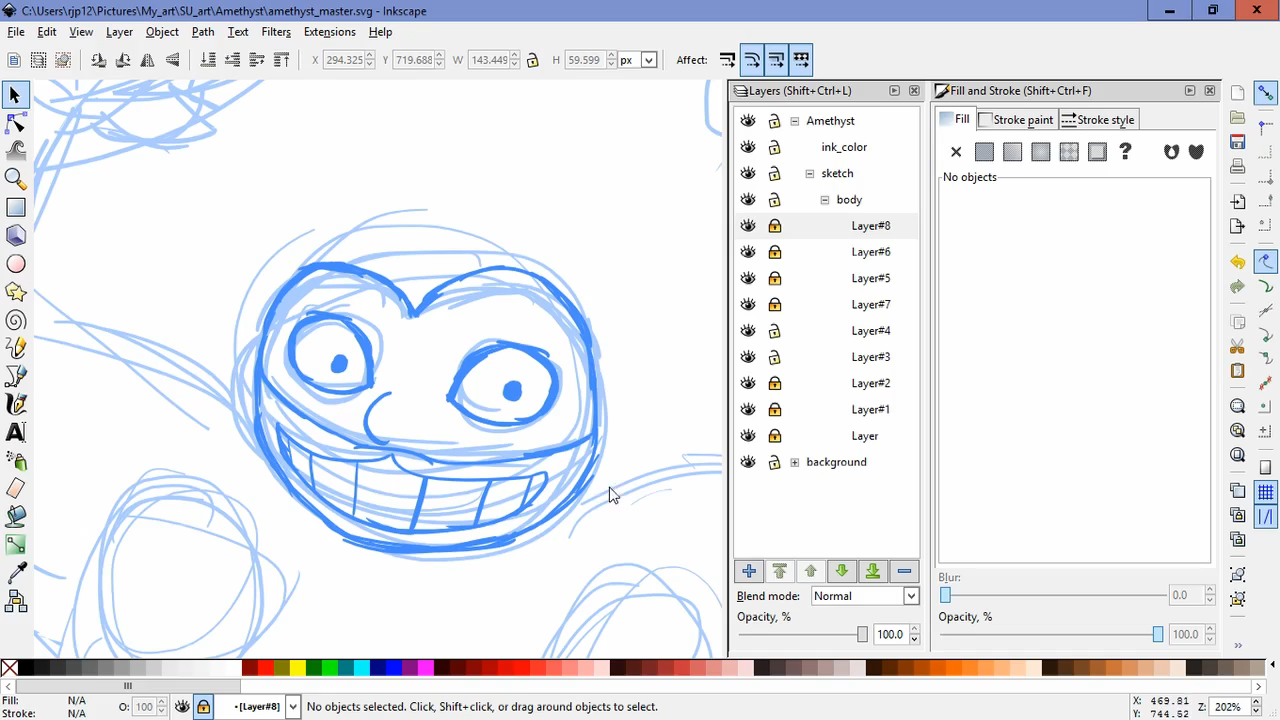 C:\Users\rjp12\Pictures\My_art\SU_art\Amethyst\amethyst_master.svg - Inkscape
File Edit View Layer Object Path Text Filters Extensions Help
X 294.325 Y 719.688 W 143.449 H 59.599 px Affect:
Layers (Shift+Ctrl+L)
Amethyst
ink_color
sketch
body
Layer#8
Layer#6
Layer#5
Layer#7
Layer#4
Layer#3
Layer#2
Layer#1
Layer
background
Blend mode: Normal
Opacity, %
100.0
Fill and Stroke (Shift+Ctrl+F)
Fill Stroke paint Stroke style
?
No objects
Blur:
0.0
Opacity, %
100.0
Fill: N/A
Stroke: N/A
O: 100
•[Layer#8]
No objects selected. Click, Shift+click, or drag around objects to select.
X: 469.81
Y: 744.52
Z: 202%